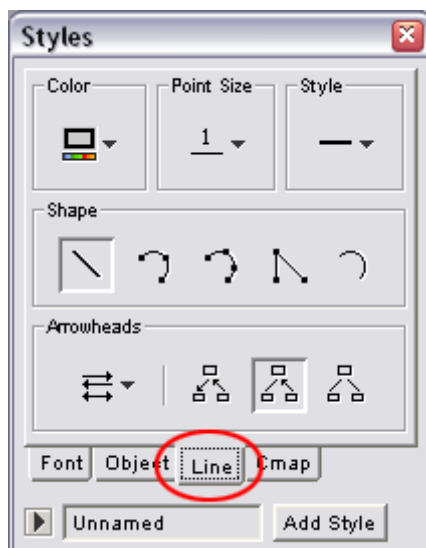 Styles
Color Point Size Style
1
Shape
Arrowheads
Font Object Line Cmap
Unnamed Add Style